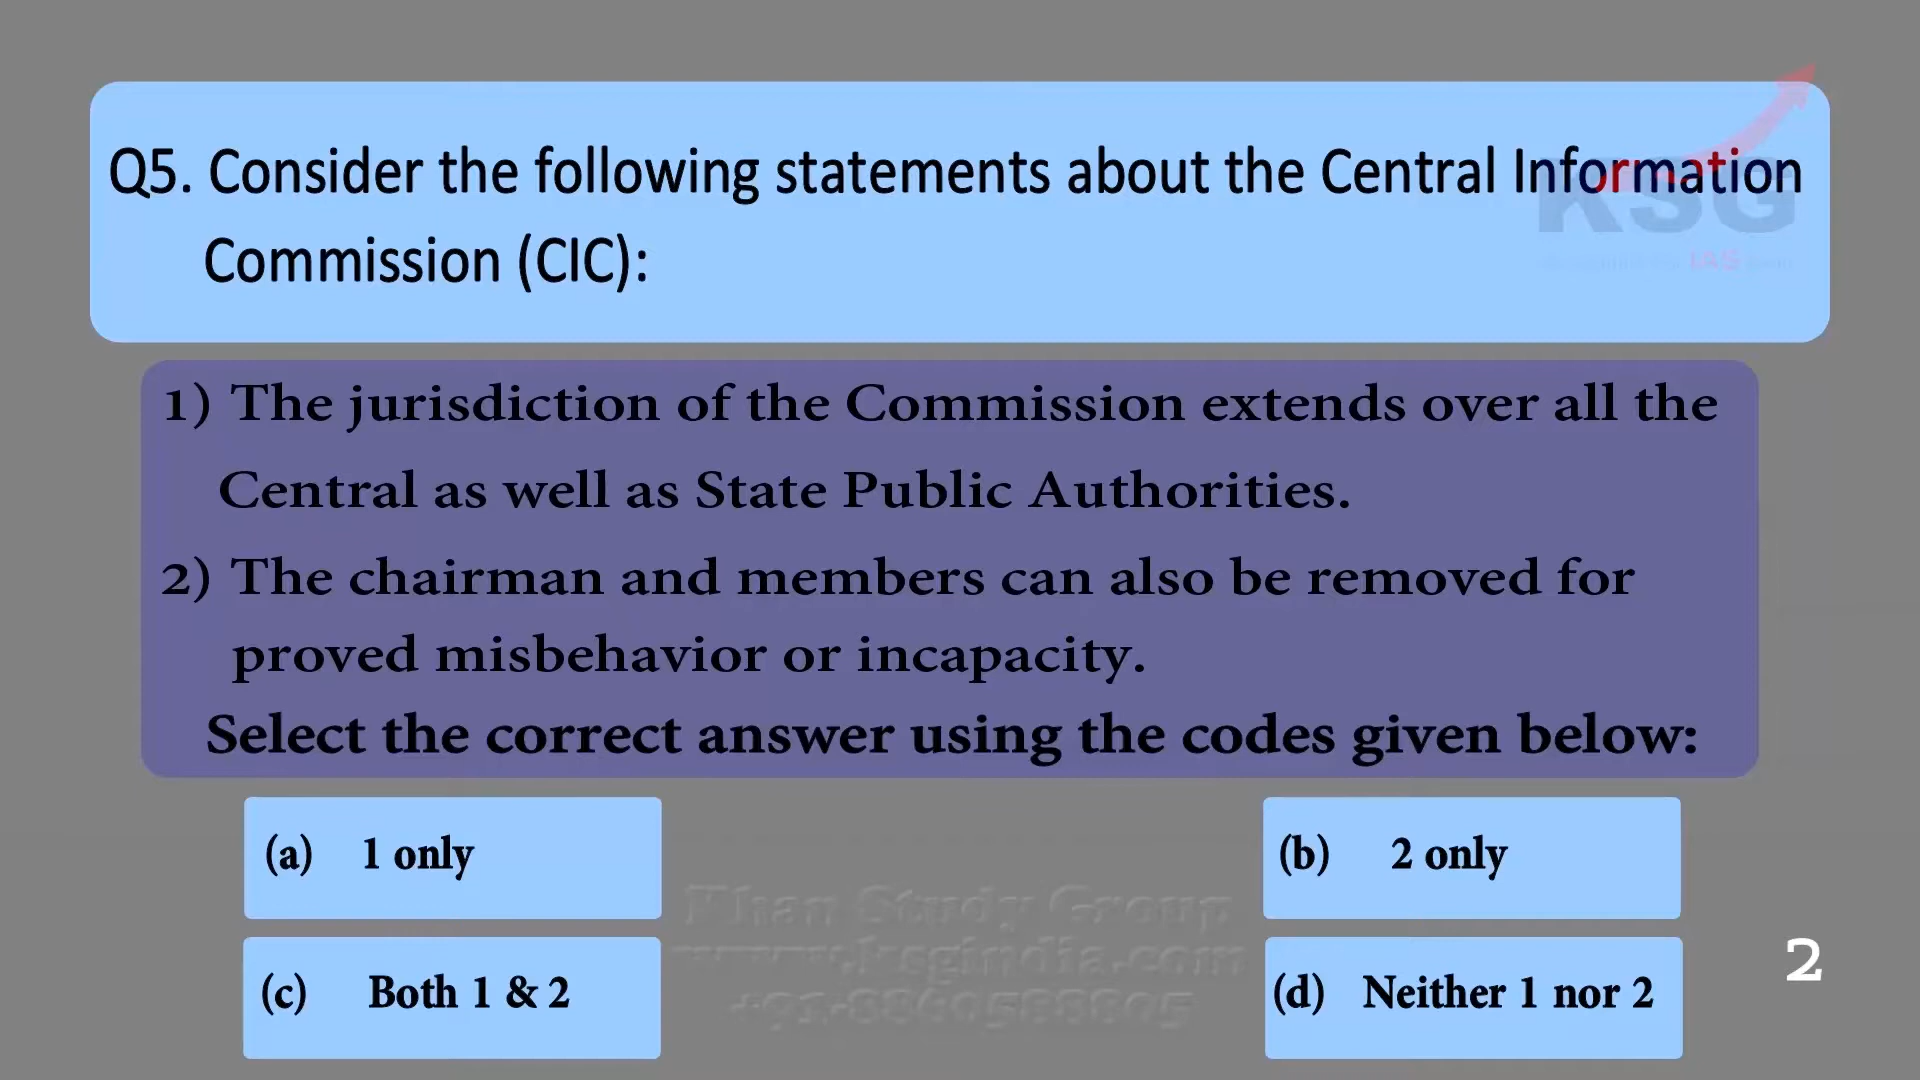 Q5. Consider the following statements about the Central Information
Commission (CIC):
KSG
1) The jurisdiction of the Commission extends over all the
Central as well as State Public Authorities.
2) The chairman and members can also be removed for
proved misbehavior or incapacity.
Select the correct answer using the codes given below:
(a) 1 only
(b) 2 only
Khan Study Group
www.ksgindia.com
(c) Both 1 & 2
(d) Neither 1 nor 2
2